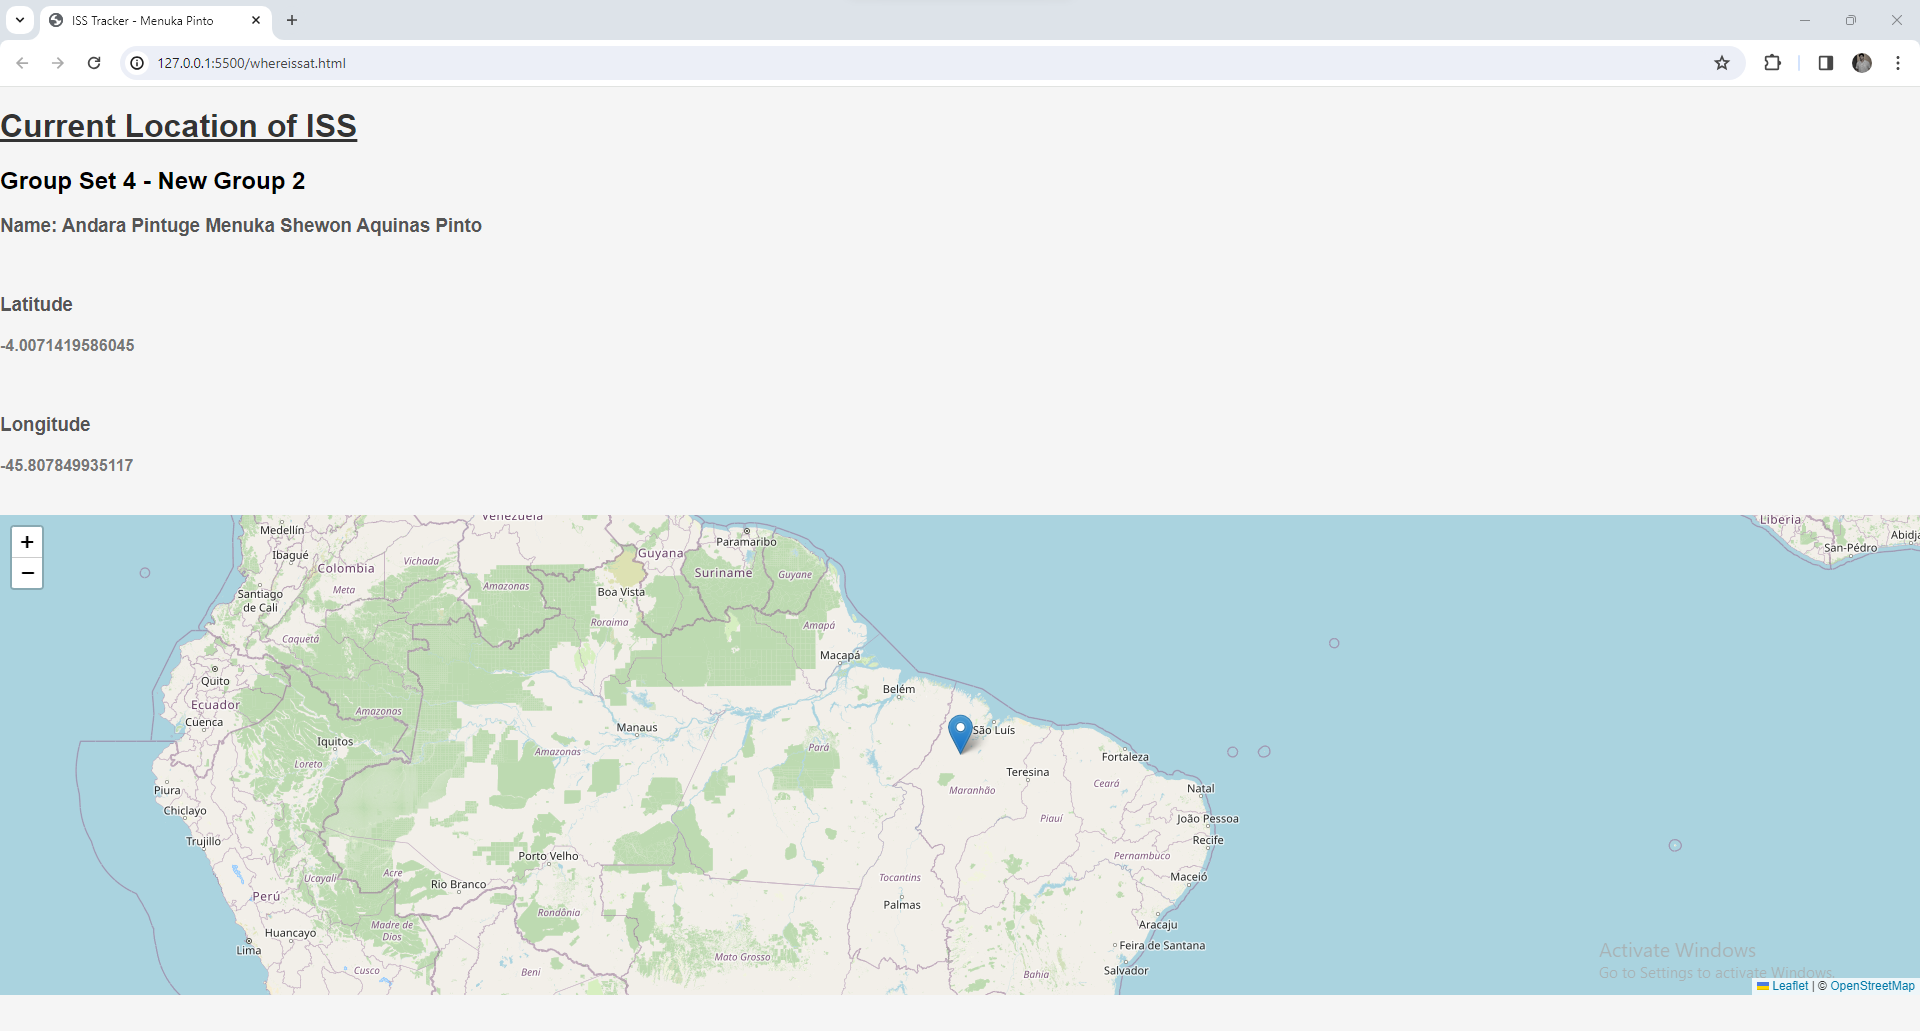 ISS Tracker - Menuka Pinto
127.0.0.1:5500/whereissat.html
Current Location of ISS
Group Set 4 - New Group 2
Name: Andara Pintuge Menuka Shewon Aquinas Pinto
Latitude
-4.0071419586045
Longitude
-45.807849935117
+
−
Venezuela
Medellín
Ibagué
Colombia
Vichada
Meta
Santiago
de Cali
Caquetá
Amazonas
Boa Vista
Roraima
Guyana
Paramaribo
Suriname
Guyane
Amapá
Macapá
Liberia
San-Pédro
Abidja
Quito
Ecuador
Cuenca
Amazonas
Iquitos
Loreto
Manaus
Amazonas
Pará
Belém
São Luís
Teresina
Maranhão
Fortaleza
Ceará
Piauí
Natal
João Pessoa
Recife
Pernambuco
Maceió
Piura
Chiclayo
Trujillo
Ucayali
Acre
Perú
Rio Branco
Porto Velho
Rondônia
Madre de
Dios
Huancayo
Lima
Cusco
Beni
Mato Grosso
Tocantins
Palmas
Aracaju
Feira de Santana
Salvador
Bahia
Activate Windows
Go to Settings to activate Windows.
Leaflet | © OpenStreetMap